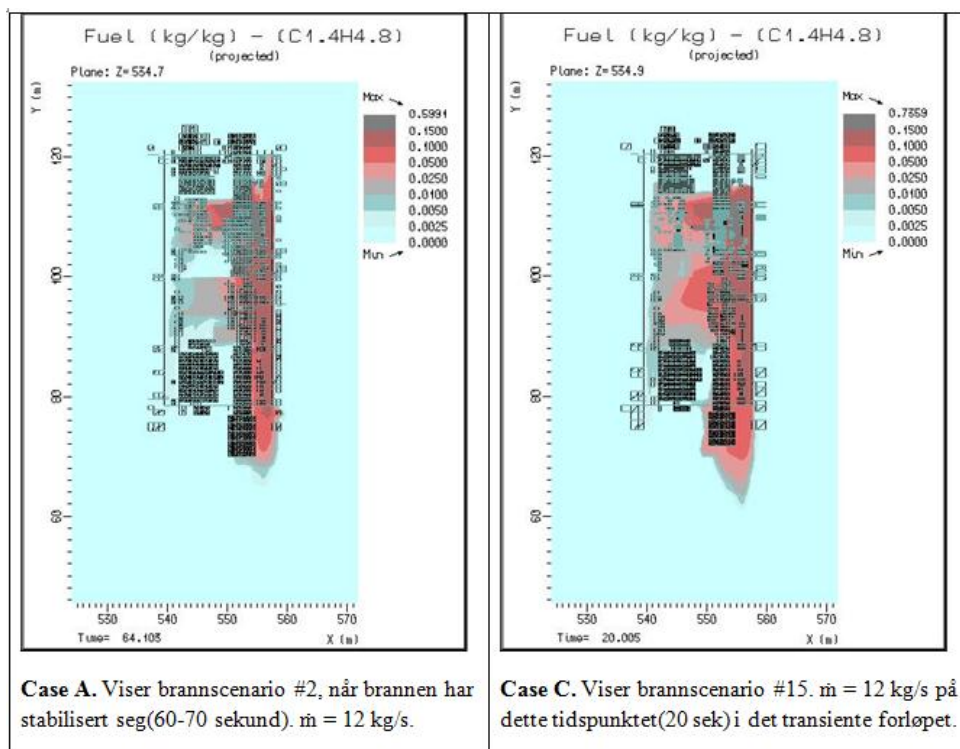 Fuel (kg/kg) - (C1.4H4.8)
(projected)
Plane: Z=534.7
Y (m)
Max
0.5991
0.1500
0.1000
0.0500
0.0250
0.0100
0.0050
0.0025
0.0000
Min
120
100
80
60
530 540 550 560 570
Time= 64.103
X (m)
Case A. Viser brannscenario #2, når brannen har
stabilisert seg(60-70 sekund). ṁ = 12 kg/s.
Fuel (kg/kg) - (C1.4H4.8)
(projected)
Plane: Z=534.9
Y (m)
Max
0.7359
0.1500
0.1000
0.0500
0.0250
0.0100
0.0050
0.0025
0.0000
Min
120
100
80
60
530 540 550 560 570
Time= 20.005
X (m)
Case C. Viser brannscenario #15. ṁ = 12 kg/s på
dette tidspunktet(20 sek) i det transiente forløpet.